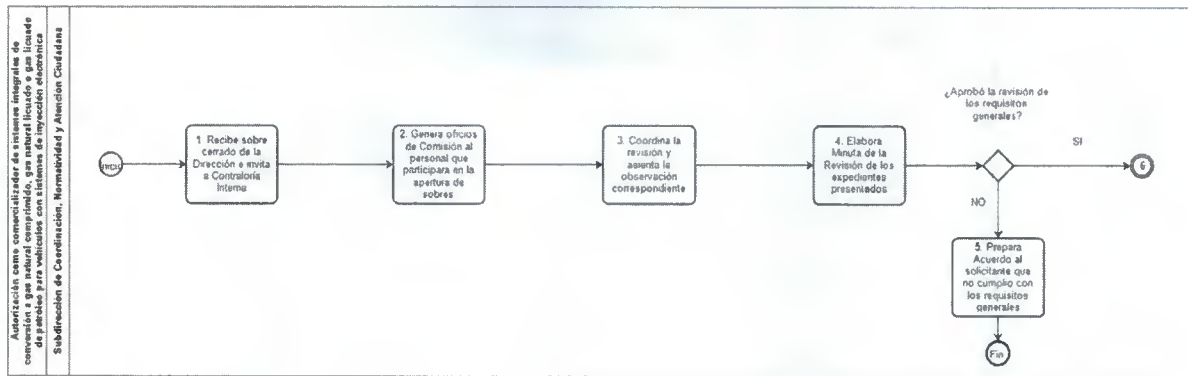 Autorización como comercializador de sistemas integrales de
conversión a gas natural comprimido, gas natural licuado o gas licuado
de petróleo para vehículos con sistemas de inyección electrónica
Subdirección de Coordinación, Normatividad y Atención Ciudadana
Inicio
1. Recibe sobre
cerrado de la
Dirección e invita
a Contraloría
Interna
2. Genera oficios
de Comisión al
personal que
participara en la
apertura de
sobres
3. Coordina la
revisión y
asienta la
observación
correspondiente
4. Elabora
Minuta de la
Revisión de los
expedientes
presentados
¿Aprobó la revisión de
los requisitos
generales?
SI
6
NO
5. Prepara
Acuerdo al
solicitante que
no cumplio con
los requisitos
generales
Fin